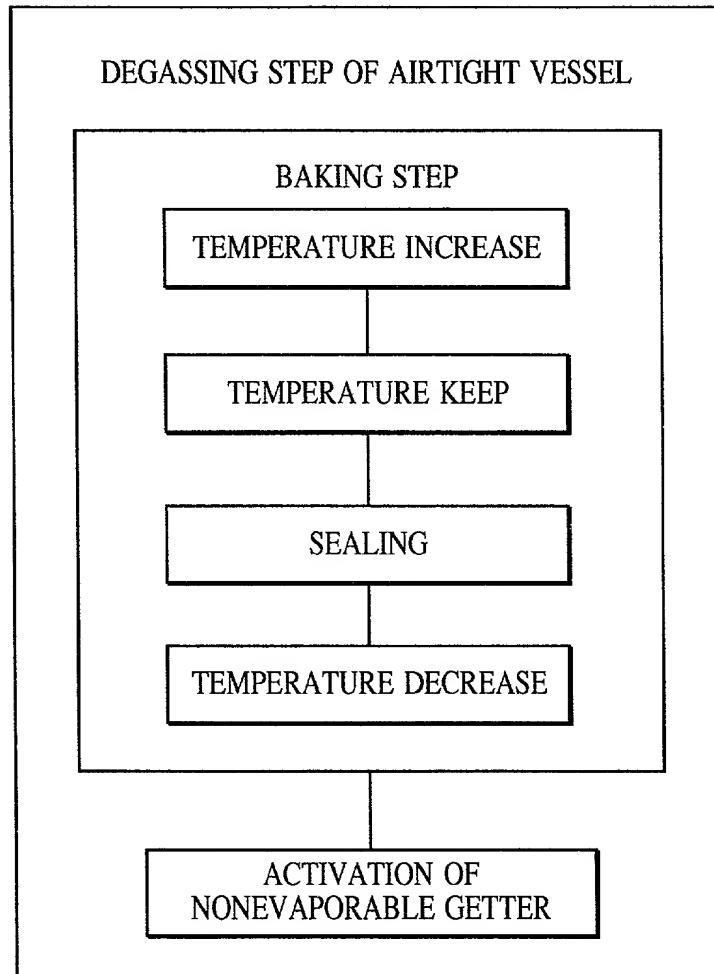 DEGASSING STEP OF AIRTIGHT VESSEL
BAKING STEP
TEMPERATURE INCREASE
TEMPERATURE KEEP
SEALING
TEMPERATURE DECREASE
ACTIVATION OF
NONEVAPORABLE GETTER